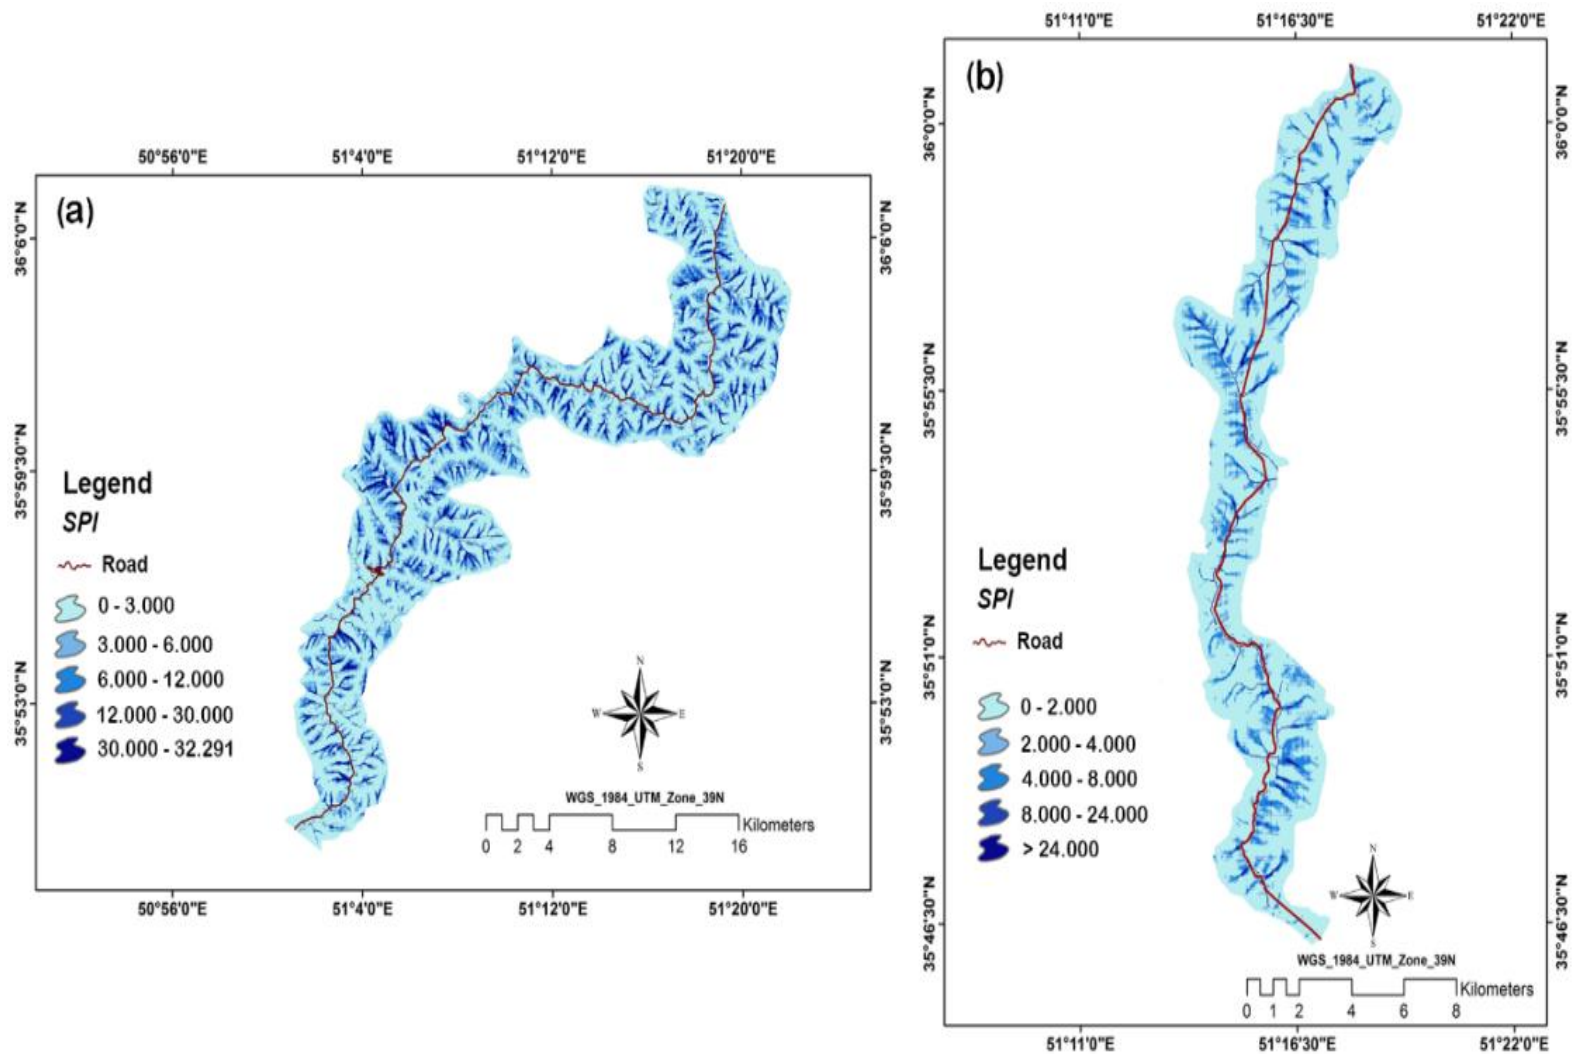 (a)
50°56'0"E 51°4'0"E 51°12'0"E 51°20'0"E
36°6'0"N
36°6'0"N
35°59'30"N
35°59'30"N
35°53'0"N
35°53'0"N
Legend
SPI
Road
0 - 3.000
3.000 - 6.000
6.000 - 12.000
12.000 - 30.000
30.000 - 32.291
N
W E
S
WGS_1984_UTM_Zone_39N
Kilometers
0 2 4 8 12 16
50°56'0"E 51°4'0"E 51°12'0"E 51°20'0"E
51°11'0"E 51°16'30"E 51°22'0"E
(b)
36°0'0"N
36°0'0"N
35°55'30"N
35°55'30"N
35°51'0"N
35°51'0"N
35°46'30"N
35°46'30"N
Legend
SPI
Road
0 - 2.000
2.000 - 4.000
4.000 - 8.000
8.000 - 24.000
> 24.000
N
W E
S
WGS_1984_UTM_Zone_39N
Kilometers
0 1 2 4 6 8
51°11'0"E 51°16'30"E 51°22'0"E